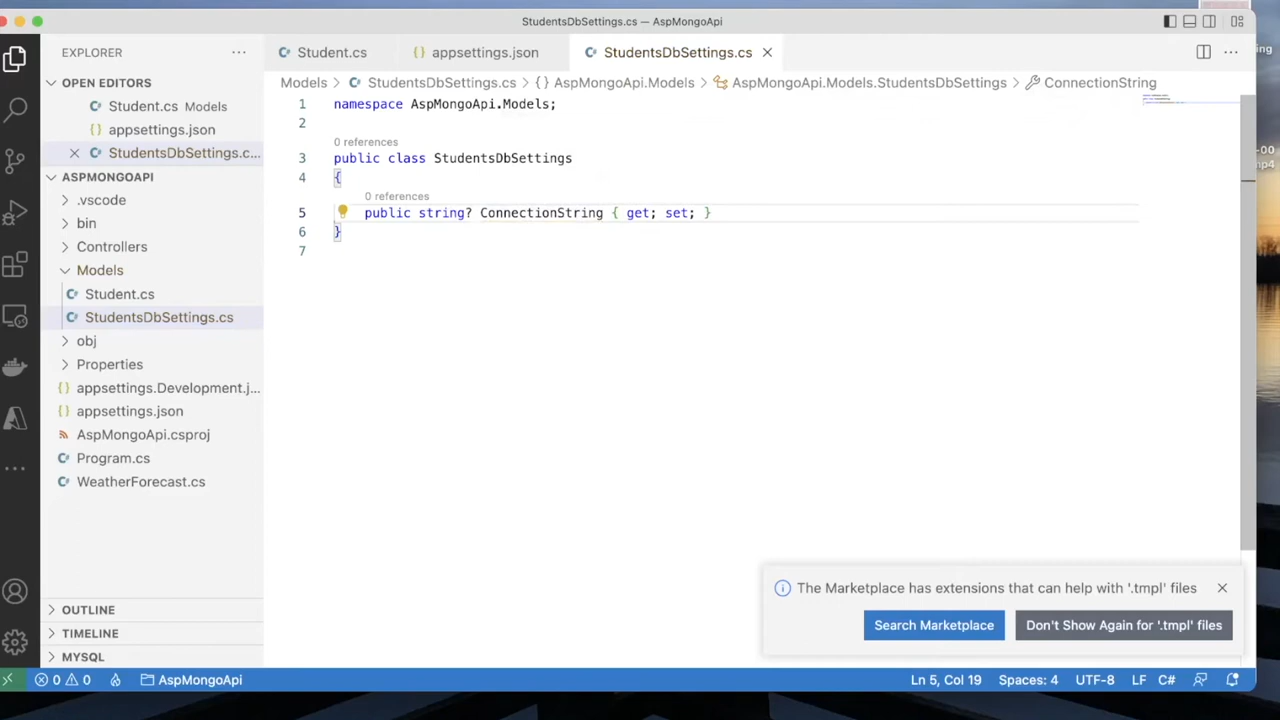 StudentsDbSettings.cs — AspMongoApi
EXPLORER
Student.cs
{} appsettings.json
StudentsDbSettings.cs
Models > StudentsDbSettings.cs > {} AspMongoApi.Models > AspMongoApi.Models.StudentsDbSettings > ConnectionString
OPEN EDITORS
Student.cs Models
{} appsettings.json
StudentsDbSettings.c...
ASPMONGOAPI
.vscode
bin
Controllers
Models
Student.cs
StudentsDbSettings.cs
obj
Properties
{} appsettings.Development.j...
{} appsettings.json
AspMongoApi.csproj
Program.cs
WeatherForecast.cs
OUTLINE
TIMELINE
MYSQL
1 namespace AspMongoApi.Models;
2
0 references
3 public class StudentsDbSettings
4 {
0 references
5 public string? ConnectionString { get; set; }
6 }
7
The Marketplace has extensions that can help with '.tmpl' files
Search Marketplace
Don't Show Again for '.tmpl' files
0 0 AspMongoApi Ln 5, Col 19 Spaces: 4 UTF-8 LF C#
-00
mp4